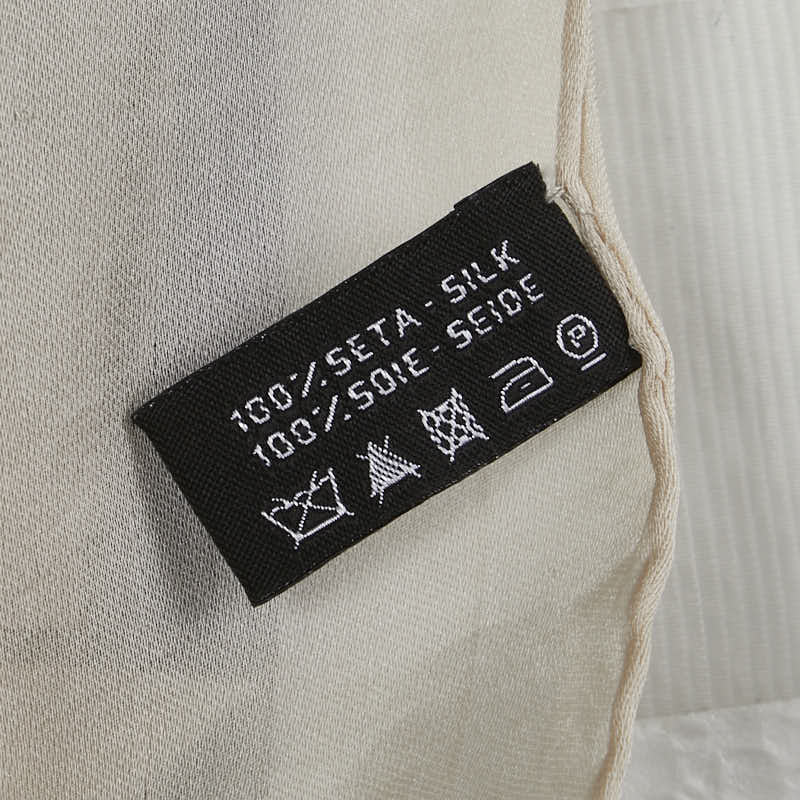 100% SETA - SILK
100% SOIE - SEIDE
P